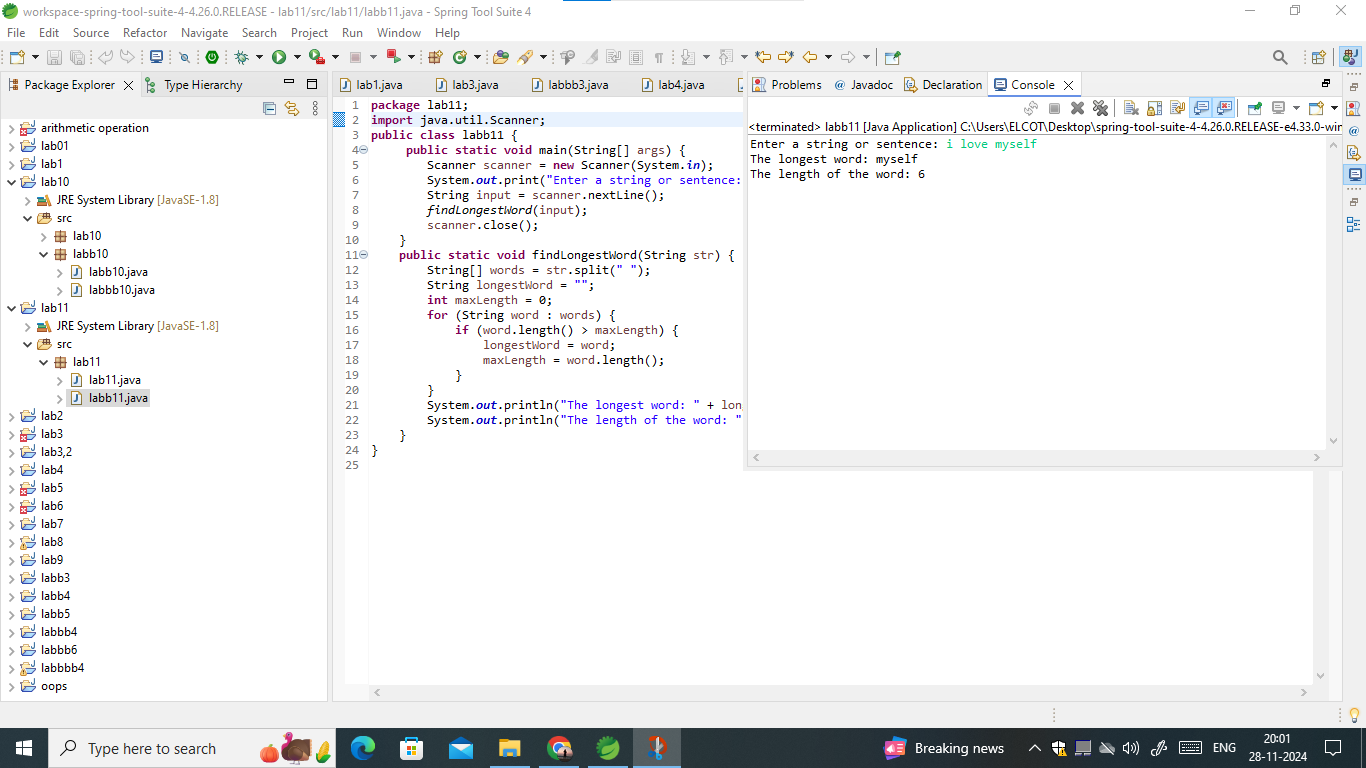 workspace-spring-tool-suite-4-4.26.0.RELEASE - lab11/src/lab11/labb11.java - Spring Tool Suite 4
File Edit Source Refactor Navigate Search Project Run Window Help
Package Explorer Type Hierarchy
arithmetic operation
lab01
lab1
lab10
JRE System Library [JavaSE-1.8]
src
lab10
labb10
labb10.java
labbb10.java
lab11
JRE System Library [JavaSE-1.8]
src
lab11
lab11.java
labb11.java
lab2
lab3
lab3,2
lab4
lab5
lab6
lab7
lab8
lab9
labb3
labb4
labb5
labbb4
labbb6
labbbb4
oops
lab1.java lab3.java labbb3.java lab4.java
1 package lab11;
2 import java.util.Scanner;
3 public class labb11 {
4 public static void main(String[] args) {
5 Scanner scanner = new Scanner(System.in);
6 System.out.print("Enter a string or sentence:
7 String input = scanner.nextLine();
8 findLongestWord(input);
9 scanner.close();
10 }
11 public static void findLongestWord(String str) {
12 String[] words = str.split(" ");
13 String longestWord = "";
14 int maxLength = 0;
15 for (String word : words) {
16 if (word.length() > maxLength) {
17 longestWord = word;
18 maxLength = word.length();
19 }
20 }
21 System.out.println("The longest word: " + lon
22 System.out.println("The length of the word: "
23 }
24 }
25
Problems @ Javadoc Declaration Console
<terminated> labb11 [Java Application] C:\Users\ELCOT\Desktop\spring-tool-suite-4-4.26.0.RELEASE-e4.33.0-win
Enter a string or sentence: i love myself
The longest word: myself
The length of the word: 6
Type here to search
Breaking news
ENG
20:01
28-11-2024